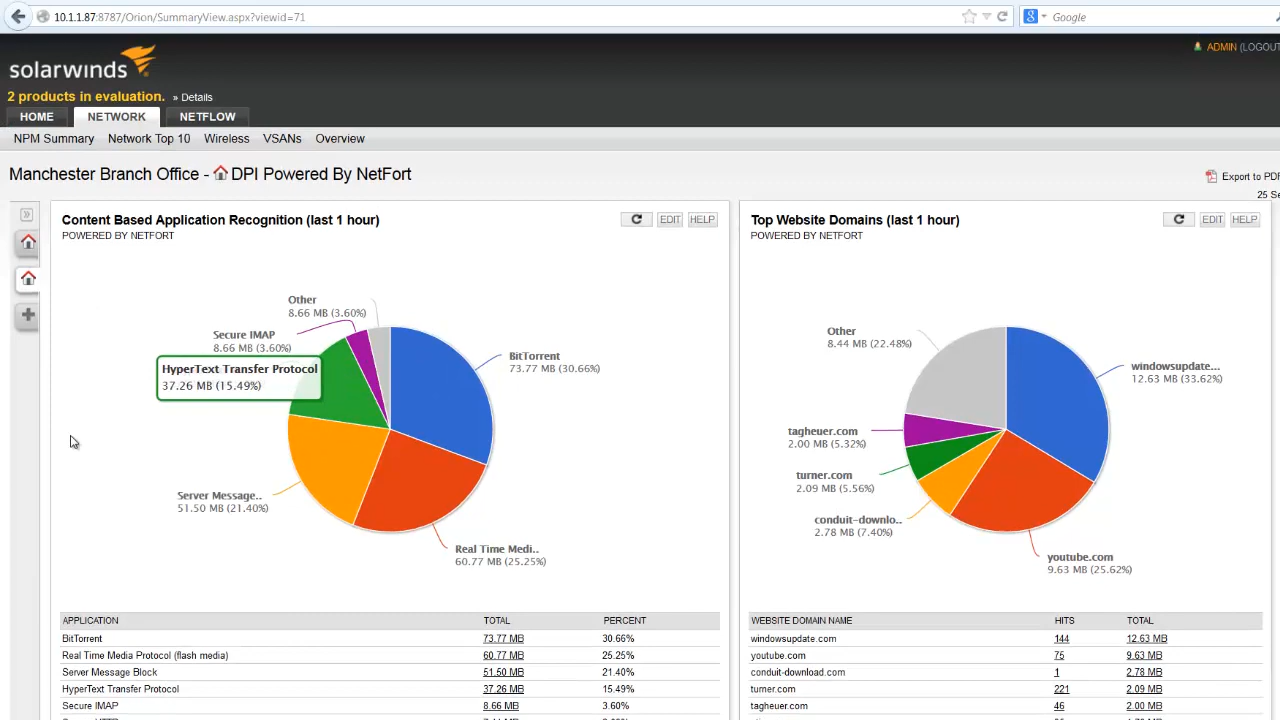 10.1.1.87:8787/Orion/SummaryView.aspx?viewid=71
Google
solarwinds
ADMIN (LOGOUT
2 products in evaluation. » Details
HOME NETWORK NETFLOW
NPM Summary Network Top 10 Wireless VSANs Overview
Manchester Branch Office - DPI Powered By NetFort
Export to PDF
25 Se
Content Based Application Recognition (last 1 hour)
EDIT HELP
POWERED BY NETFORT
Other
8.66 MB (3.60%)
Secure IMAP
8.66 MB (3.60%)
HyperText Transfer Protocol
37.26 MB (15.49%)
BitTorrent
73.77 MB (30.66%)
Server Message..
51.50 MB (21.40%)
Real Time Medi..
60.77 MB (25.25%)
APPLICATION TOTAL PERCENT
BitTorrent 73.77 MB 30.66%
Real Time Media Protocol (flash media) 60.77 MB 25.25%
Server Message Block 51.50 MB 21.40%
HyperText Transfer Protocol 37.26 MB 15.49%
Secure IMAP 8.66 MB 3.60%
Top Website Domains (last 1 hour)
EDIT HELP
POWERED BY NETFORT
Other
8.44 MB (22.48%)
windowsupdate...
12.63 MB (33.62%)
tagheuer.com
2.00 MB (5.32%)
turner.com
2.09 MB (5.56%)
conduit-downlo..
2.78 MB (7.40%)
youtube.com
9.63 MB (25.62%)
WEBSITE DOMAIN NAME HITS TOTAL
windowsupdate.com 144 12.63 MB
youtube.com 75 9.63 MB
conduit-download.com 1 2.78 MB
turner.com 221 2.09 MB
tagheuer.com 46 2.00 MB